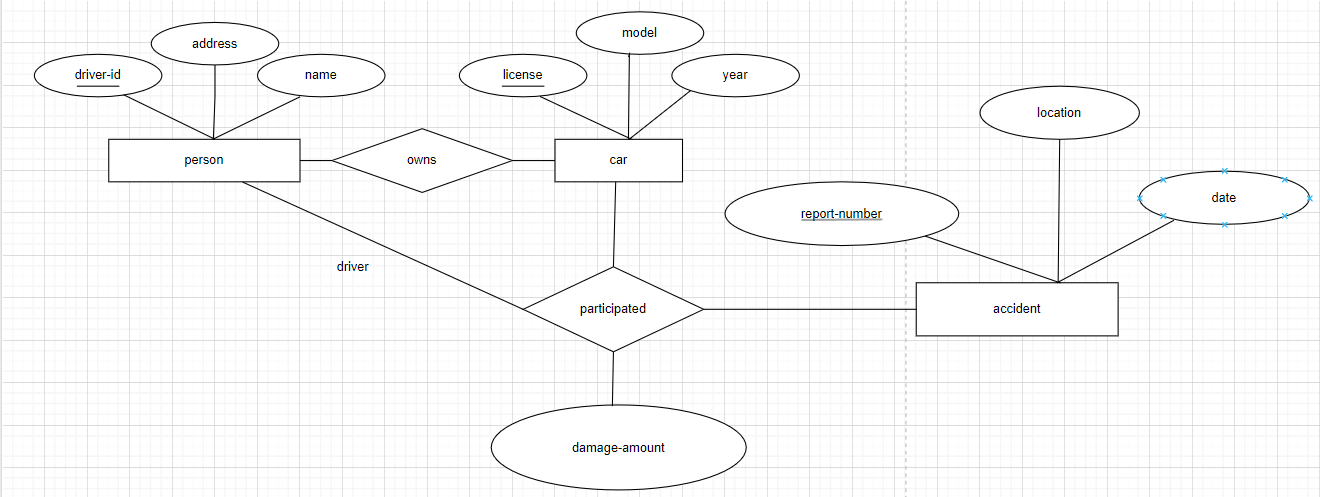 model
address
driver-id
name
license
year
location
person
owns
car
date
report-number
driver
participated
accident
damage-amount